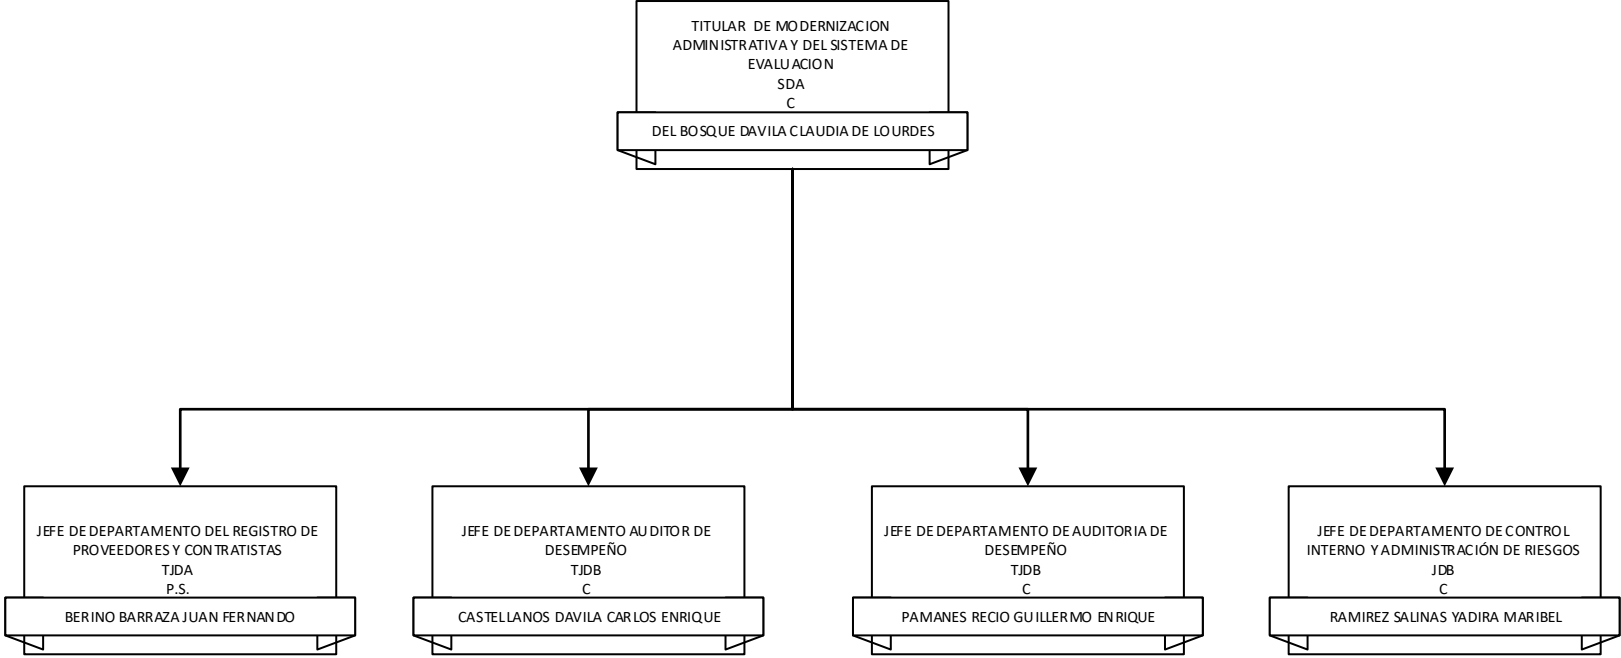 TITULAR DE MODERNIZACION
ADMINISTRATIVA Y DEL SISTEMA DE
EVALUACION
SDA
C
DEL BOSQUE DAVILA CLAUDIA DE LOURDES
JEFE DE DEPARTAMENTO DEL REGISTRO DE
PROVEEDORES Y CONTRATISTAS
TJDA
P.S.
BERINO BARRAZA JUAN FERNANDO
JEFE DE DEPARTAMENTO AUDITOR DE
DESEMPEÑO
TJDB
C
CASTELLANOS DAVILA CARLOS ENRIQUE
JEFE DE DEPARTAMENTO DE AUDITORIA DE
DESEMPEÑO
TJDB
C
PAMANES RECIO GUILLERMO ENRIQUE
JEFE DE DEPARTAMENTO DE CONTROL
INTERNO Y ADMINISTRACIÓN DE RIESGOS
JDB
C
RAMIREZ SALINAS YADIRA MARIBEL